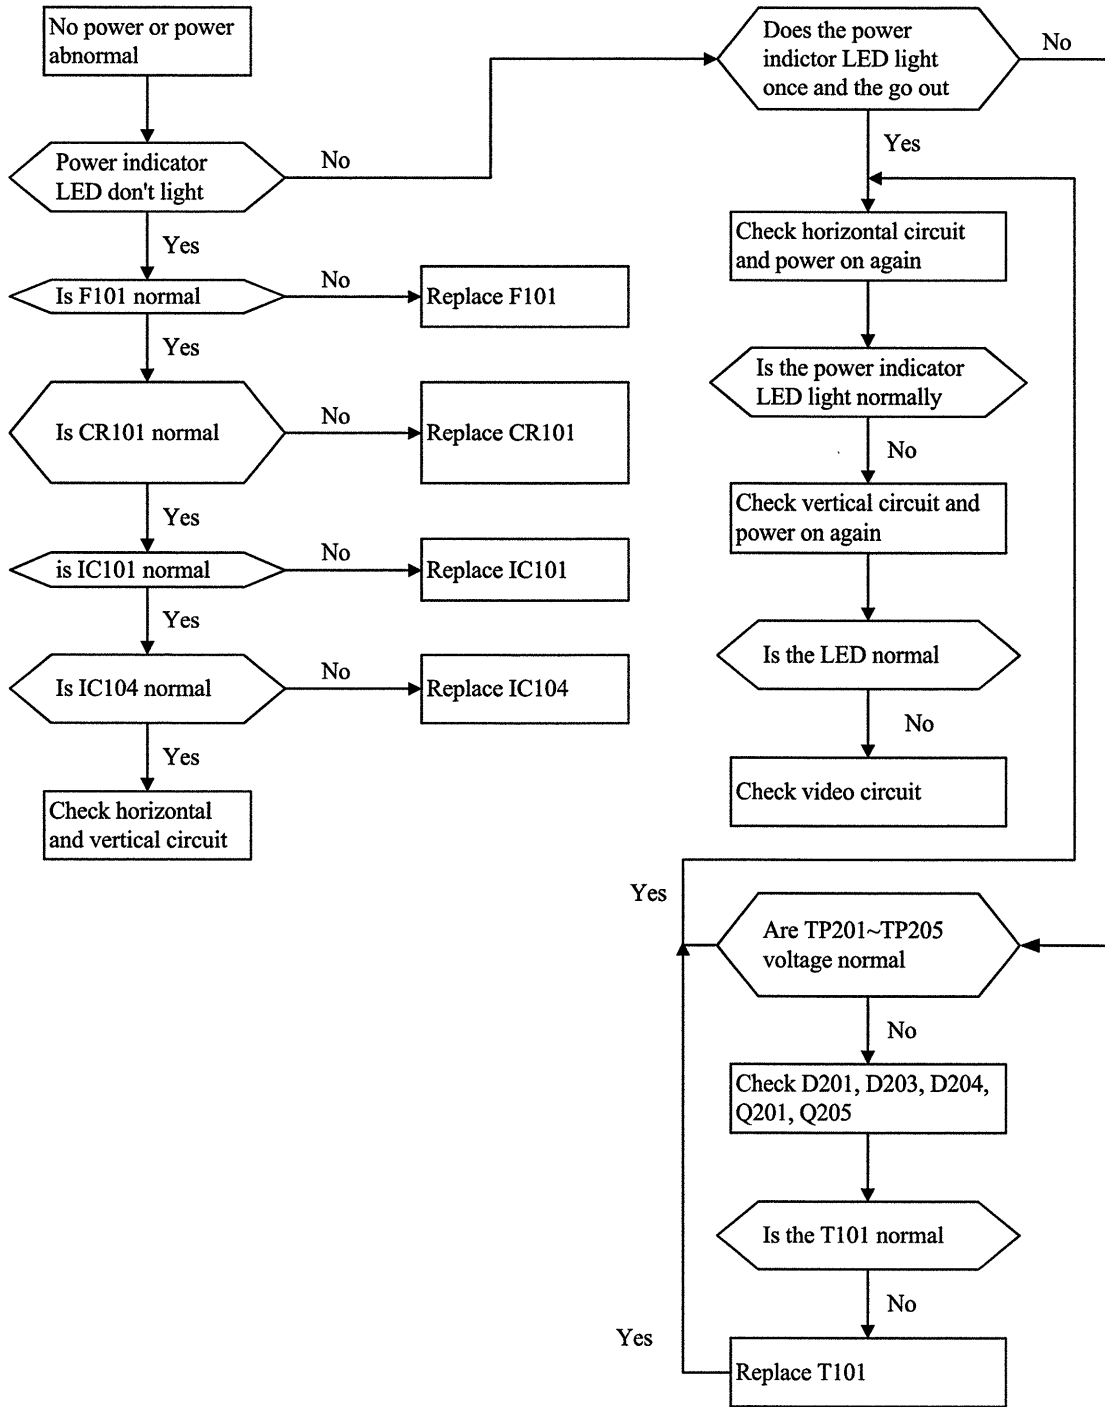 No power or power
abnormal
Power indicator
LED don't light
No
Yes
Is F101 normal
No
Replace F101
Yes
Is CR101 normal
No
Replace CR101
Yes
is IC101 normal
No
Replace IC101
Yes
Is IC104 normal
No
Replace IC104
Yes
Check horizontal
and vertical circuit
Does the power
indictor LED light
once and the go out
No
Yes
Check horizontal circuit
and power on again
Is the power indicator
LED light normally
No
Check vertical circuit and
power on again
Is the LED normal
No
Check video circuit
Yes
Are TP201~TP205
voltage normal
No
Check D201, D203, D204,
Q201, Q205
Is the T101 normal
No
Yes
Replace T101